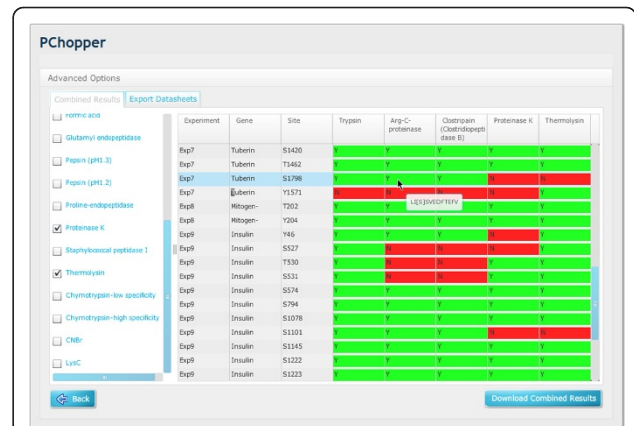 PChopper
Advanced Options
Combined Results Export Datasheets
Formic acid
Glutamyl endopeptidase
Pepsin (pH1.3)
Pepsin (pH1.2)
Proline-endopeptidase
Proteinase K
Staphylococcal peptidase I
Thermolysin
Chymotrypsin-low specificity
Chymotrypsin-high specificity
CNBr
LysC
Experiment Gene Site Trypsin Arg-C-proteinase Clostripain (Clostridiopeptidase B) Proteinase K Thermolysin
Exp7 Tuberin S1420 Y Y Y Y Y
Exp7 Tuberin T1462 Y Y Y Y Y
Exp7 Tuberin S1798 Y Y Y N N
Exp7 Tuberin Y1571 N N N N Y
Exp8 Mitogen- T202 Y Y Y Y
Exp8 Mitogen- Y204 Y Y Y Y Y
Exp9 Insulin Y46 Y Y Y N Y
Exp9 Insulin S527 Y N N Y Y
Exp9 Insulin T530 Y N N Y Y
Exp9 Insulin S531 Y N N Y Y
Exp9 Insulin S574 Y Y Y Y Y
Exp9 Insulin S794 Y Y Y Y Y
Exp9 Insulin S1078 Y Y Y Y Y
Exp9 Insulin S1101 Y Y Y N N
Exp9 Insulin S1145 Y Y Y Y Y
Exp9 Insulin S1222 Y Y Y Y Y
Exp9 Insulin S1223 Y Y Y Y Y
Back
Download Combined Results